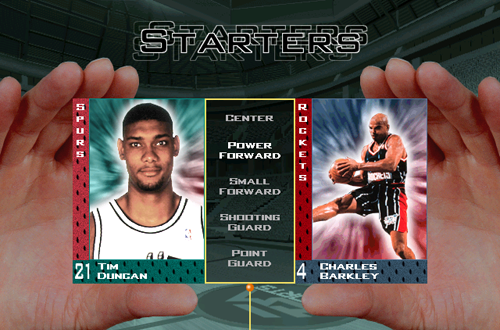 STARTERS
SPURS
CENTER
POWER
FORWARD
SMALL
FORWARD
SHOOTING
GUARD
POINT
GUARD
ROCKETS
21 TIM
DUNCAN
4 CHARLES
BARKLEY